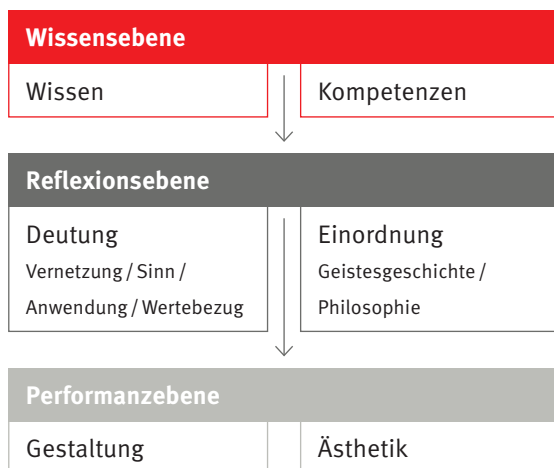 Wissensebene
Wissen
Kompetenzen
Reflexionsebene
Deutung
Vernetzung / Sinn /
Anwendung / Wertebezug
Einordnung
Geistesgeschichte /
Philosophie
Performanzebene
Gestaltung
Ästhetik